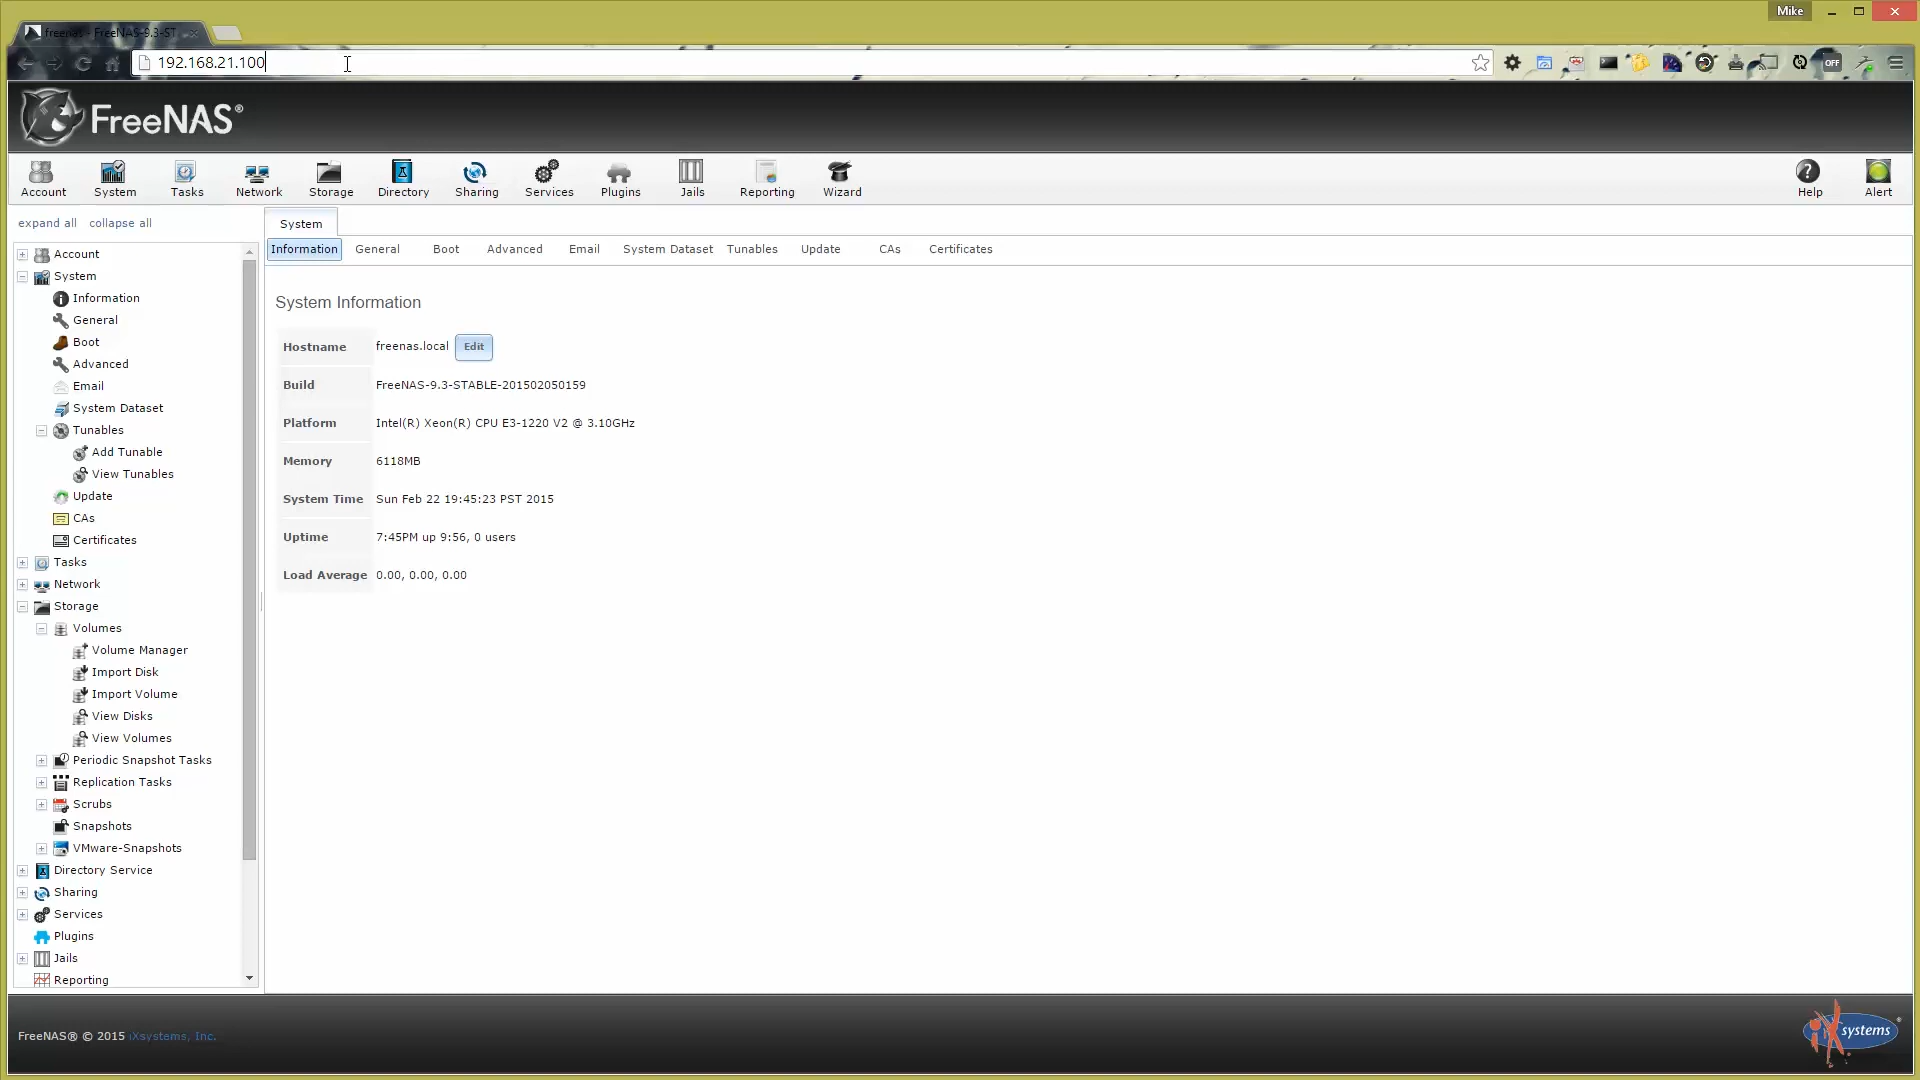 Mike
freenas - FreeNAS-9.3-ST
192.168.21.100
OFF
FreeNAS®
Account
System
Tasks
Network
Storage
Directory
Sharing
Services
Plugins
Jails
Reporting
Wizard
Help
Alert
expand all collapse all
System
Information General Boot Advanced Email System Dataset Tunables Update CAs Certificates
Account
System
Information
General
Boot
Advanced
Email
System Dataset
Tunables
Add Tunable
View Tunables
Update
CAs
Certificates
Tasks
Network
Storage
Volumes
Volume Manager
Import Disk
Import Volume
View Disks
View Volumes
Periodic Snapshot Tasks
Replication Tasks
Scrubs
Snapshots
VMware-Snapshots
Directory Service
Sharing
Services
Plugins
Jails
Reporting
System Information
Hostname freenas.local Edit
Build FreeNAS-9.3-STABLE-201502050159
Platform Intel(R) Xeon(R) CPU E3-1220 V2 @ 3.10GHz
Memory 6118MB
System Time Sun Feb 22 19:45:23 PST 2015
Uptime 7:45PM up 9:56, 0 users
Load Average 0.00, 0.00, 0.00
FreeNAS® © 2015 iXsystems, Inc.
iXsystems®